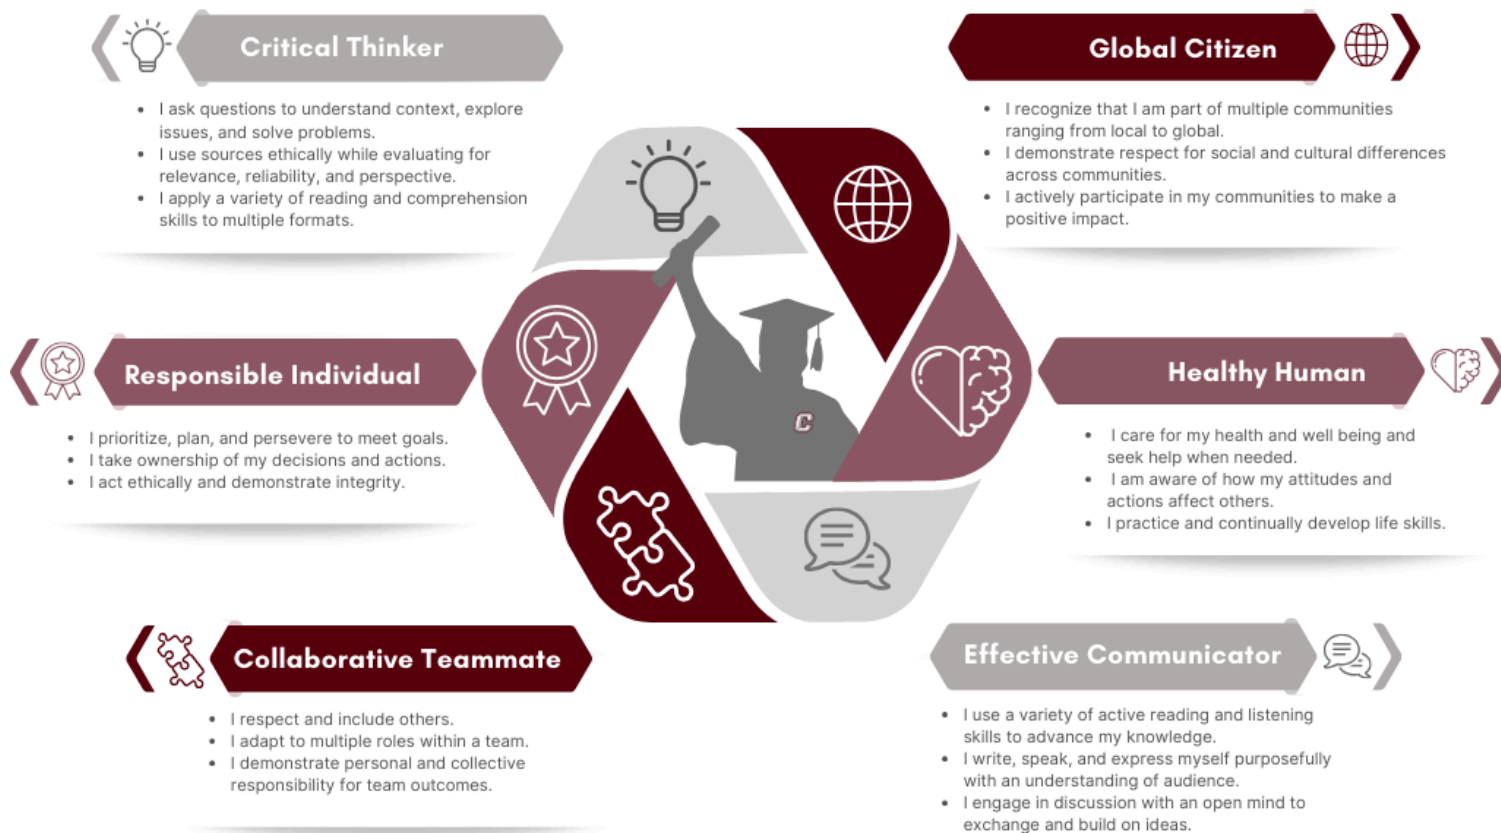 Critical Thinker
• I ask questions to understand context, explore
issues, and solve problems.
• I use sources ethically while evaluating for
relevance, reliability, and perspective.
• I apply a variety of reading and comprehension
skills to multiple formats.
Global Citizen
• I recognize that I am part of multiple communities
ranging from local to global.
• I demonstrate respect for social and cultural differences
across communities.
• I actively participate in my communities to make a
positive impact.
Responsible Individual
• I prioritize, plan, and persevere to meet goals.
• I take ownership of my decisions and actions.
• I act ethically and demonstrate integrity.
C
Healthy Human
• I care for my health and well being and
seek help when needed.
• I am aware of how my attitudes and
actions affect others.
• I practice and continually develop life skills.
Collaborative Teammate
• I respect and include others.
• I adapt to multiple roles within a team.
• I demonstrate personal and collective
responsibility for team outcomes.
Effective Communicator
• I use a variety of active reading and listening
skills to advance my knowledge.
• I write, speak, and express myself purposefully
with an understanding of audience.
• I engage in discussion with an open mind to
exchange and build on ideas.